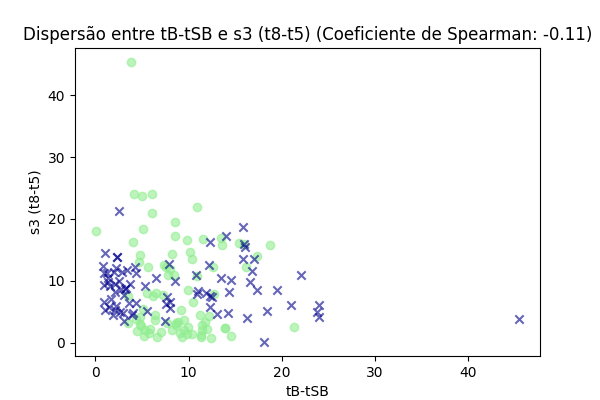 Dispersão entre tB-tSB e s3 (t8-t5) (Coeficiente de Spearman: -0.11)
s3 (t8-t5)
40
30
20
10
0
0 10 20 30 40
tB-tSB